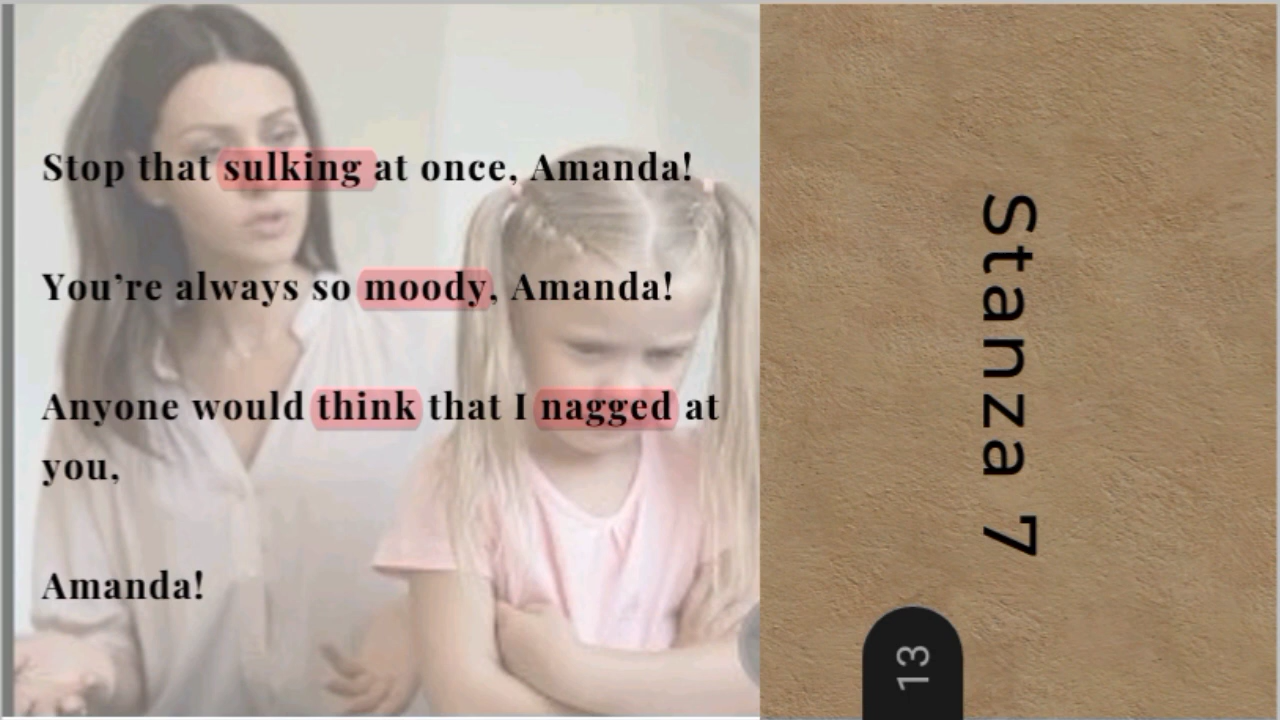 Stop that sulking at once, Amanda!
You’re always so moody, Amanda!
Anyone would think that I nagged at
you,
Amanda!
Stanza 7
13